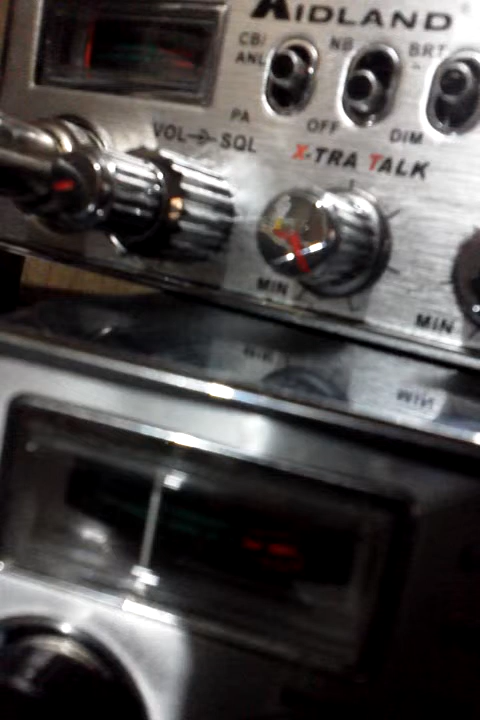 MIDLAND
CB/ NB BRT
ANL
PA OFF DIM
VOL SQL
X-TRA TALK
MIN
MIN